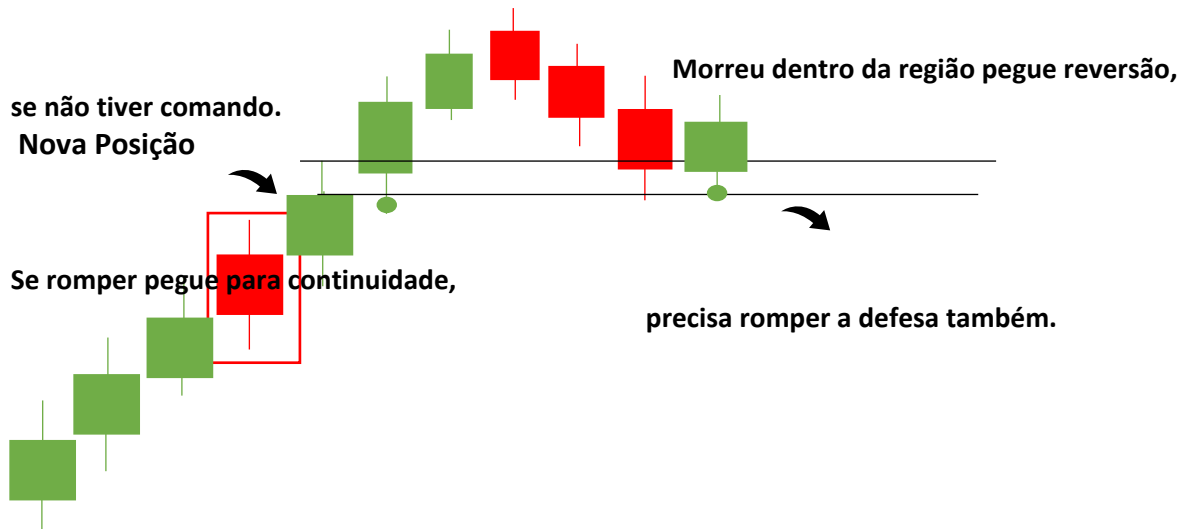 Morreu dentro da região pegue reversão,
se não tiver comando.
Nova Posição
Se romper pegue para continuidade,
precisa romper a defesa também.